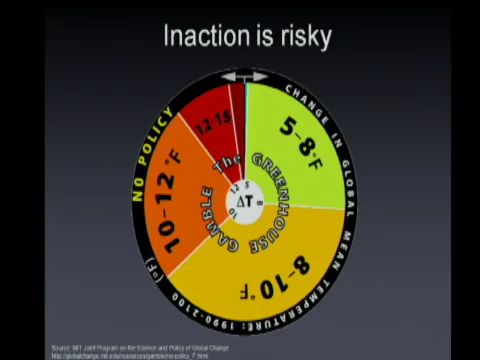 Inaction is risky
NO POLICY
CHANGE IN GLOBAL MEAN TEMPERATURE: 1990-2100
(°F)
12-15
5-8°F
10-12°F
8-10°F
The
GREENHOUSE
GAMBLE
ΔT
Source: MIT Joint Program on the Science and Policy of Global Change